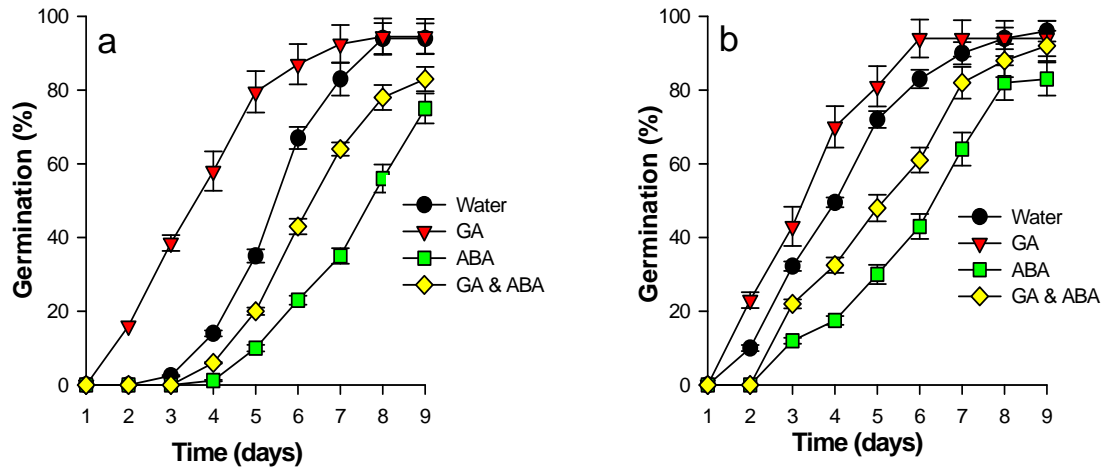 a
100
80
60
40
20
0
Germination (%)
1 2 3 4 5 6 7 8 9
Time (days)
Water
GA
ABA
GA & ABA
b
100
80
60
40
20
0
Germination (%)
1 2 3 4 5 6 7 8 9
Time (days)
Water
GA
ABA
GA & ABA